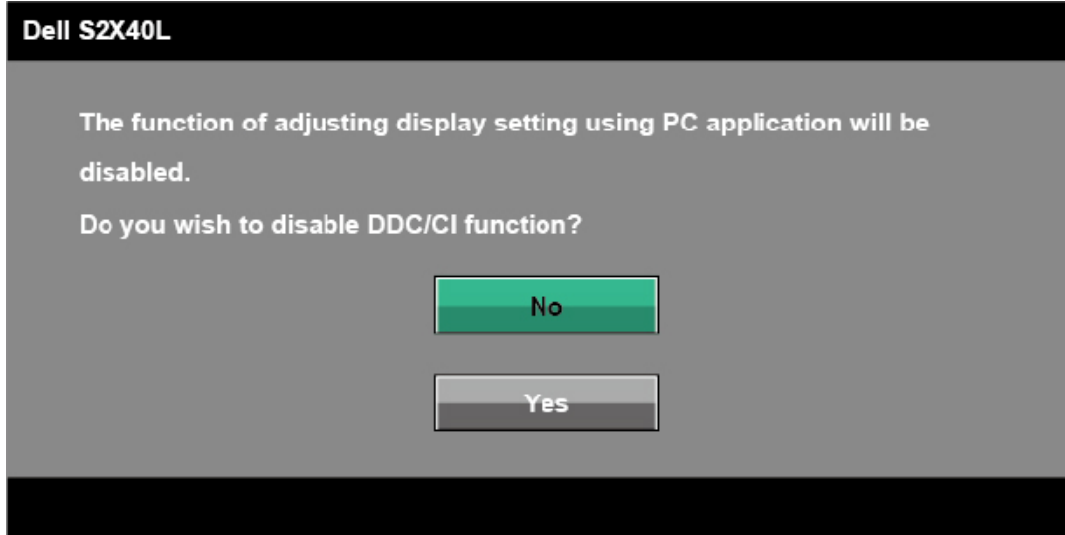 Dell S2X40L
The function of adjusting display setting using PC application will be
disabled.
Do you wish to disable DDC/CI function?
No
Yes